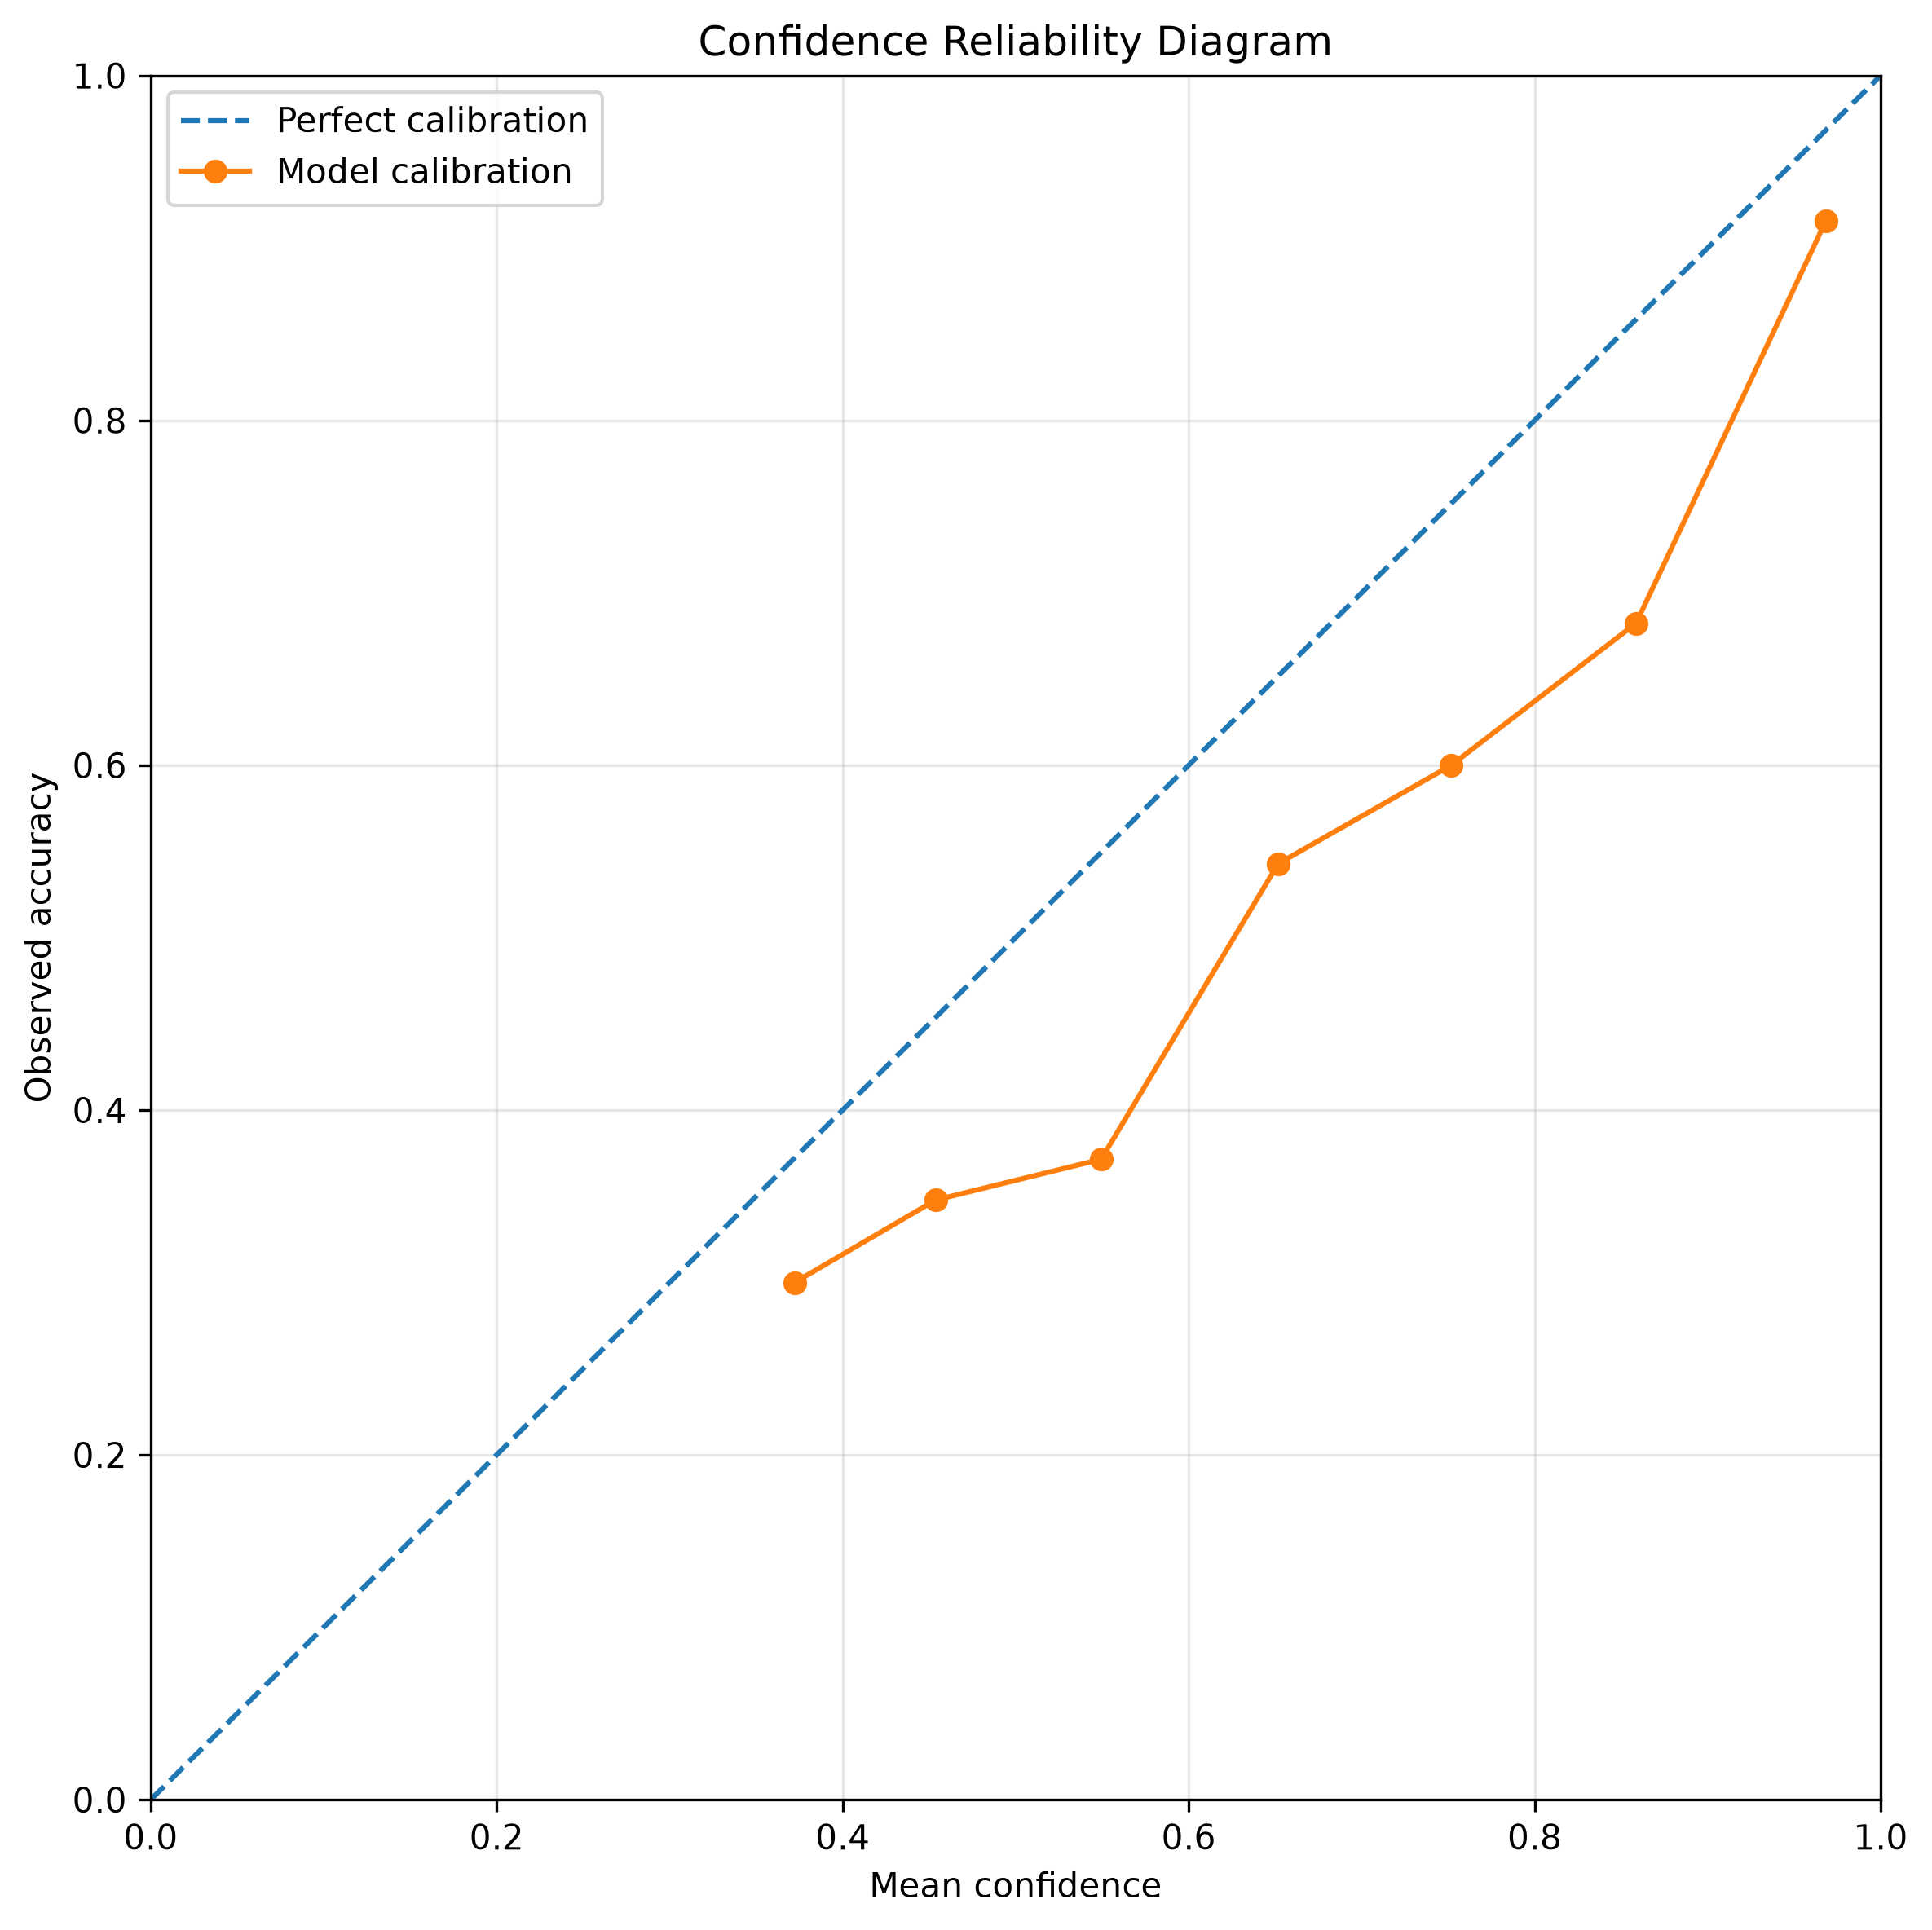 Confidence Reliability Diagram
Perfect calibration
Model calibration
Observed accuracy
1.0
0.8
0.6
0.4
0.2
0.0
0.0 0.2 0.4 0.6 0.8 1.0
Mean confidence